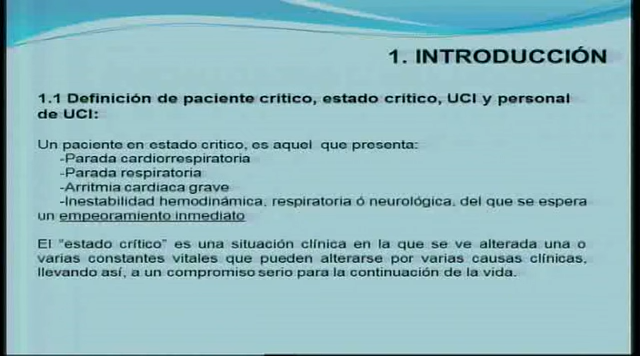 1. INTRODUCCIÓN
1.1 Definición de paciente crítico, estado crítico, UCI y personal
de UCI:
Un paciente en estado critico, es aquel que presenta:
-Parada cardiorrespiratoria
-Parada respiratoria
-Arritmia cardiaca grave
-Inestabilidad hemodinámica, respiratoria ó neurológica, del que se espera
un empeoramiento inmediato
El "estado crítico" es una situación clínica en la que se ve alterada una o
varias constantes vitales que pueden alterarse por varias causas clínicas,
llevando así, a un compromiso serio para la continuación de la vida.